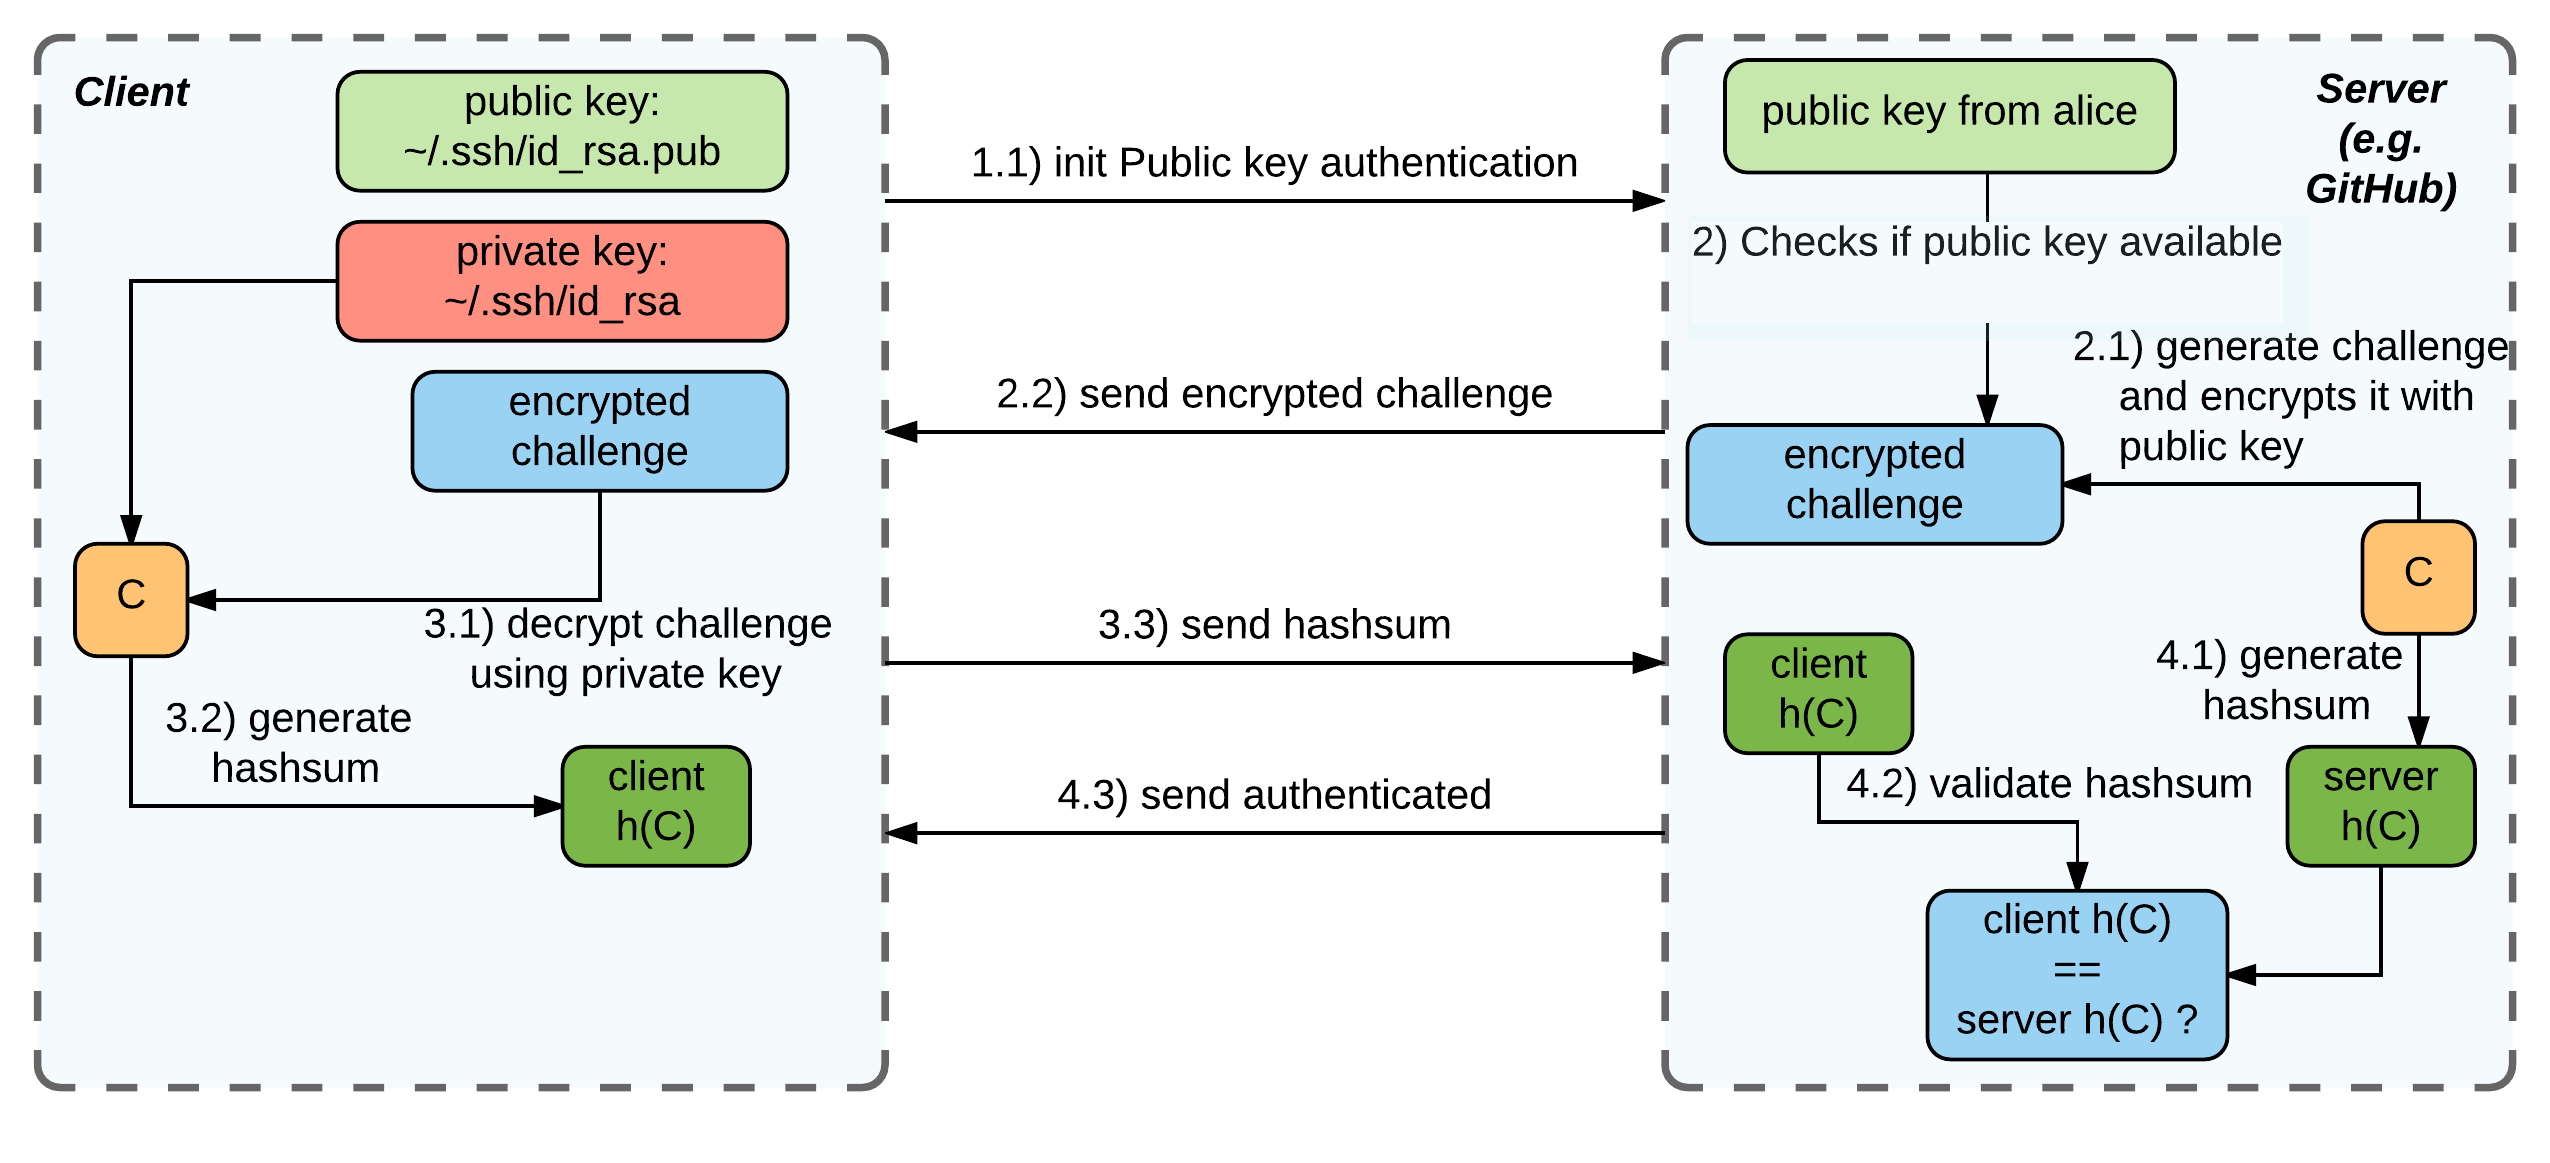 Client
public key:
~/.ssh/id_rsa.pub
private key:
~/.ssh/id_rsa
encrypted
challenge
C
3.1) decrypt challenge
using private key
3.2) generate
hashsum
client
h(C)
1.1) init Public key authentication
2.2) send encrypted challenge
3.3) send hashsum
4.3) send authenticated
Server
(e.g.
GitHub)
public key from alice
2) Checks if public key available
2.1) generate challenge
and encrypts it with
public key
encrypted
challenge
C
4.1) generate
hashsum
client
h(C)
4.2) validate hashsum
server
h(C)
client h(C)
==
server h(C) ?